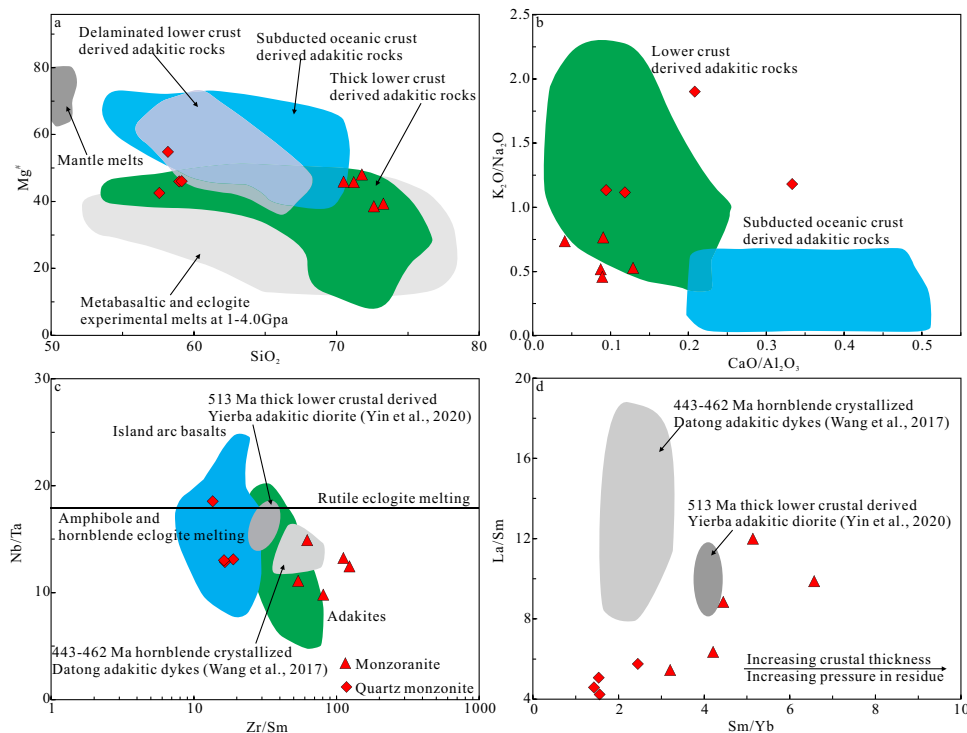 a
Delaminated lower crust
derived adakitic rocks
Subducted oceanic crust
derived adakitic rocks
Thick lower crust
derived adakitic rocks
Mantle melts
Metabasaltic and eclogite
experimental melts at 1-4.0Gpa
Mg#
80
60
40
20
0
50
60
70
80
SiO₂
b
Lower crust
derived adakitic rocks
Subducted oceanic crust
derived adakitic rocks
K₂O/Na₂O
2.5
2.0
1.5
1.0
0.5
0.0
0.0
0.1
0.2
0.3
0.4
0.5
CaO/Al₂O₃
c
513 Ma thick lower crustal derived
Yierba adakitic diorite (Yin et al., 2020)
Island arc basalts
Rutile eclogite melting
Amphibole and
hornblende eclogite melting
Adakites
443-462 Ma hornblende crystallized
Datong adakitic dykes (Wang et al., 2017)
Monzoranite
Quartz monzonite
Nb/Ta
30
20
10
0
1
10
100
1000
Zr/Sm
d
443-462 Ma hornblende crystallized
Datong adakitic dykes (Wang et al., 2017)
513 Ma thick lower crustal derived
Yierba adakitic diorite (Yin et al., 2020)
Increasing crustal thickness
Increasing pressure in residue
La/Sm
20
16
12
8
4
0
2
4
6
8
10
Sm/Yb